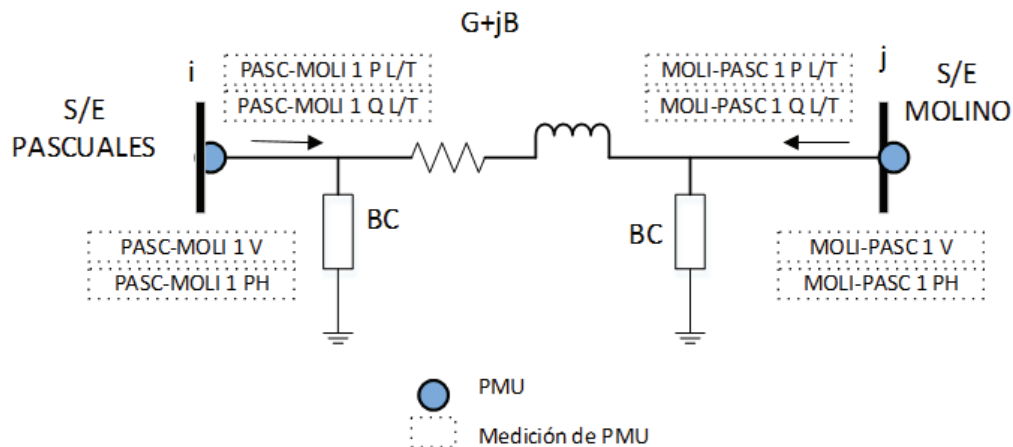 G+jB
i
PASC-MOLI 1 P L/T
PASC-MOLI 1 Q L/T
MOLI-PASC 1 P L/T
MOLI-PASC 1 Q L/T
j
S/E
PASCUALES
S/E
MOLINO
BC
BC
PASC-MOLI 1 V
PASC-MOLI 1 PH
MOLI-PASC 1 V
MOLI-PASC 1 PH
PMU
Medición de PMU